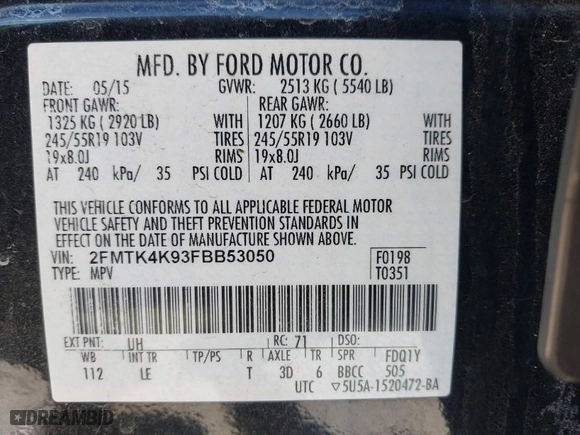 MFD. BY FORD MOTOR CO.
DATE: 05/15 GVWR: 2513 KG ( 5540 LB)
FRONT GAWR: REAR GAWR:
1325 KG ( 2920 LB) WITH 1207 KG ( 2660 LB) WITH
245/55R19 103V TIRES 245/55R19 103V TIRES
19x8.0J RIMS 19x8.0J RIMS
AT 240 kPa/ 35 PSI COLD AT 240 kPa/ 35 PSI COLD
THIS VEHICLE CONFORMS TO ALL APPLICABLE FEDERAL MOTOR
VEHICLE SAFETY AND THEFT PREVENTION STANDARDS IN
EFFECT ON THE DATE OF MANUFACTURE SHOWN ABOVE.
VIN: 2FMTK4K93FBB53050 F0198
TYPE: MPV T0351
EXT PNT: UH RC: 71 DSO:
WB INT TR TP/PS R AXLE TR SPR FDQ1Y
112 LE T 3D 6 BBCC 505
UTC ▽5U5A-1520472-BA
AUTOBIDMASTER